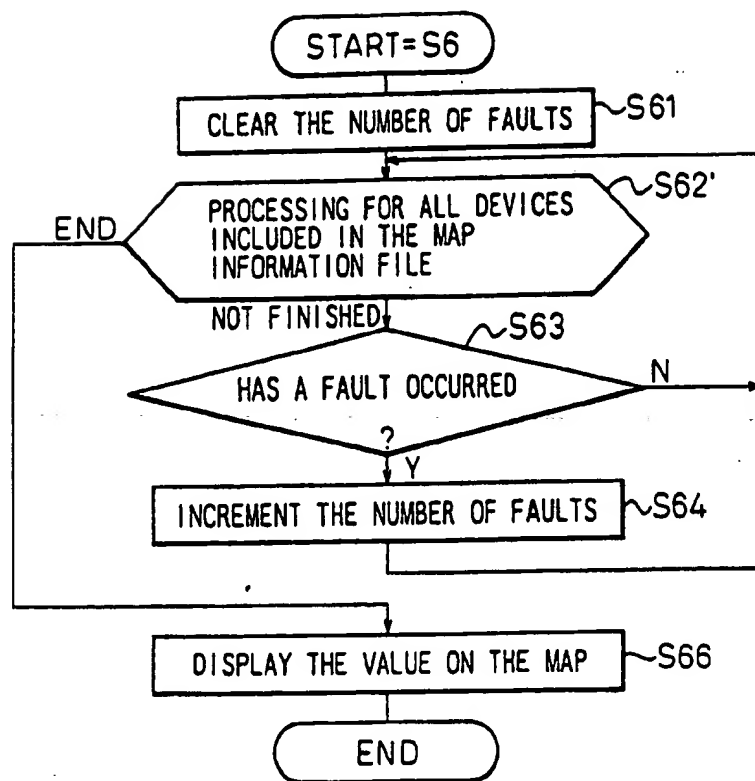 START=S6
CLEAR THE NUMBER OF FAULTS
S61
S62'
PROCESSING FOR ALL DEVICES
INCLUDED IN THE MAP
INFORMATION FILE
END
NOT FINISHED
S63
HAS A FAULT OCCURRED
N
?
Y
INCREMENT THE NUMBER OF FAULTS
S64
DISPLAY THE VALUE ON THE MAP
S66
END